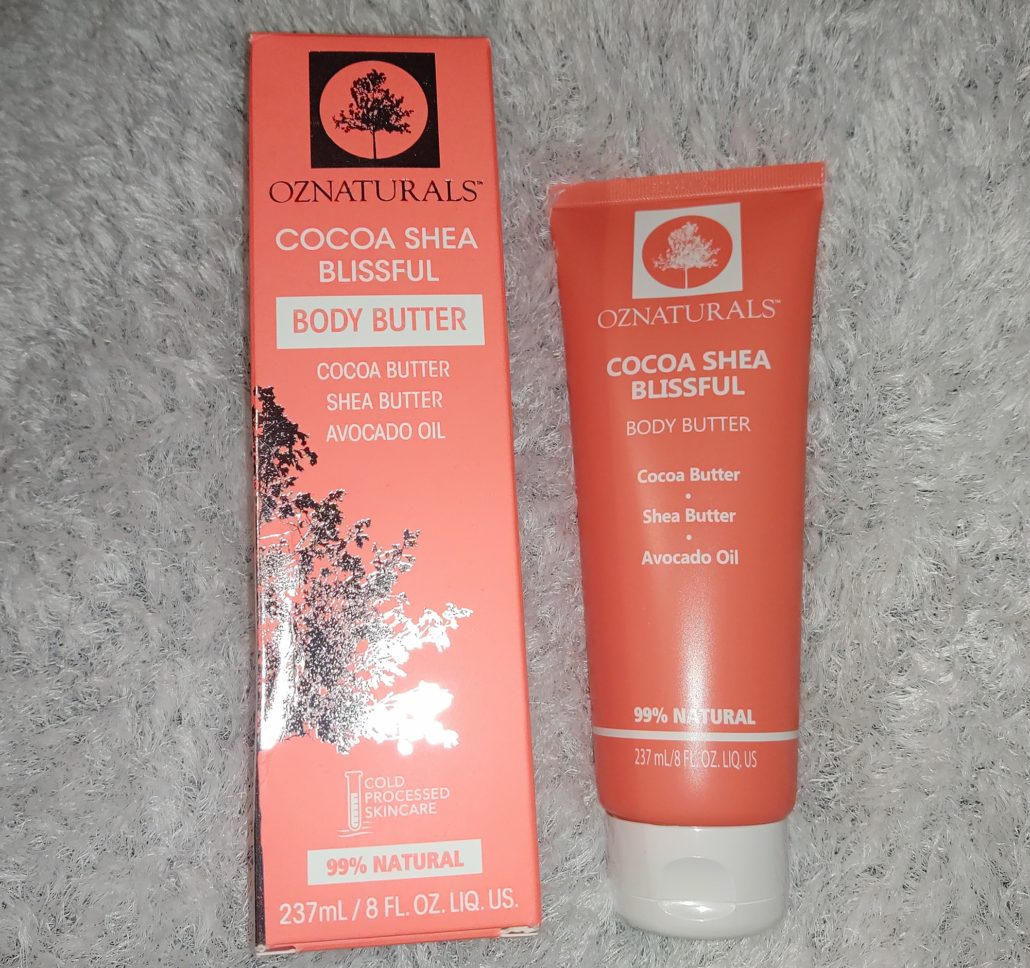 OZNATURALS™
COCOA SHEA
BLISSFUL
BODY BUTTER
COCOA BUTTER
SHEA BUTTER
AVOCADO OIL
COLD
PROCESSED
SKINCARE
99% NATURAL
237mL / 8 FL. OZ. LIQ. US.
OZNATURALS™
COCOA SHEA
BLISSFUL
BODY BUTTER
Cocoa Butter
•
Shea Butter
•
Avocado Oil
99% NATURAL
237 mL/8 FL. OZ. LIQ. US